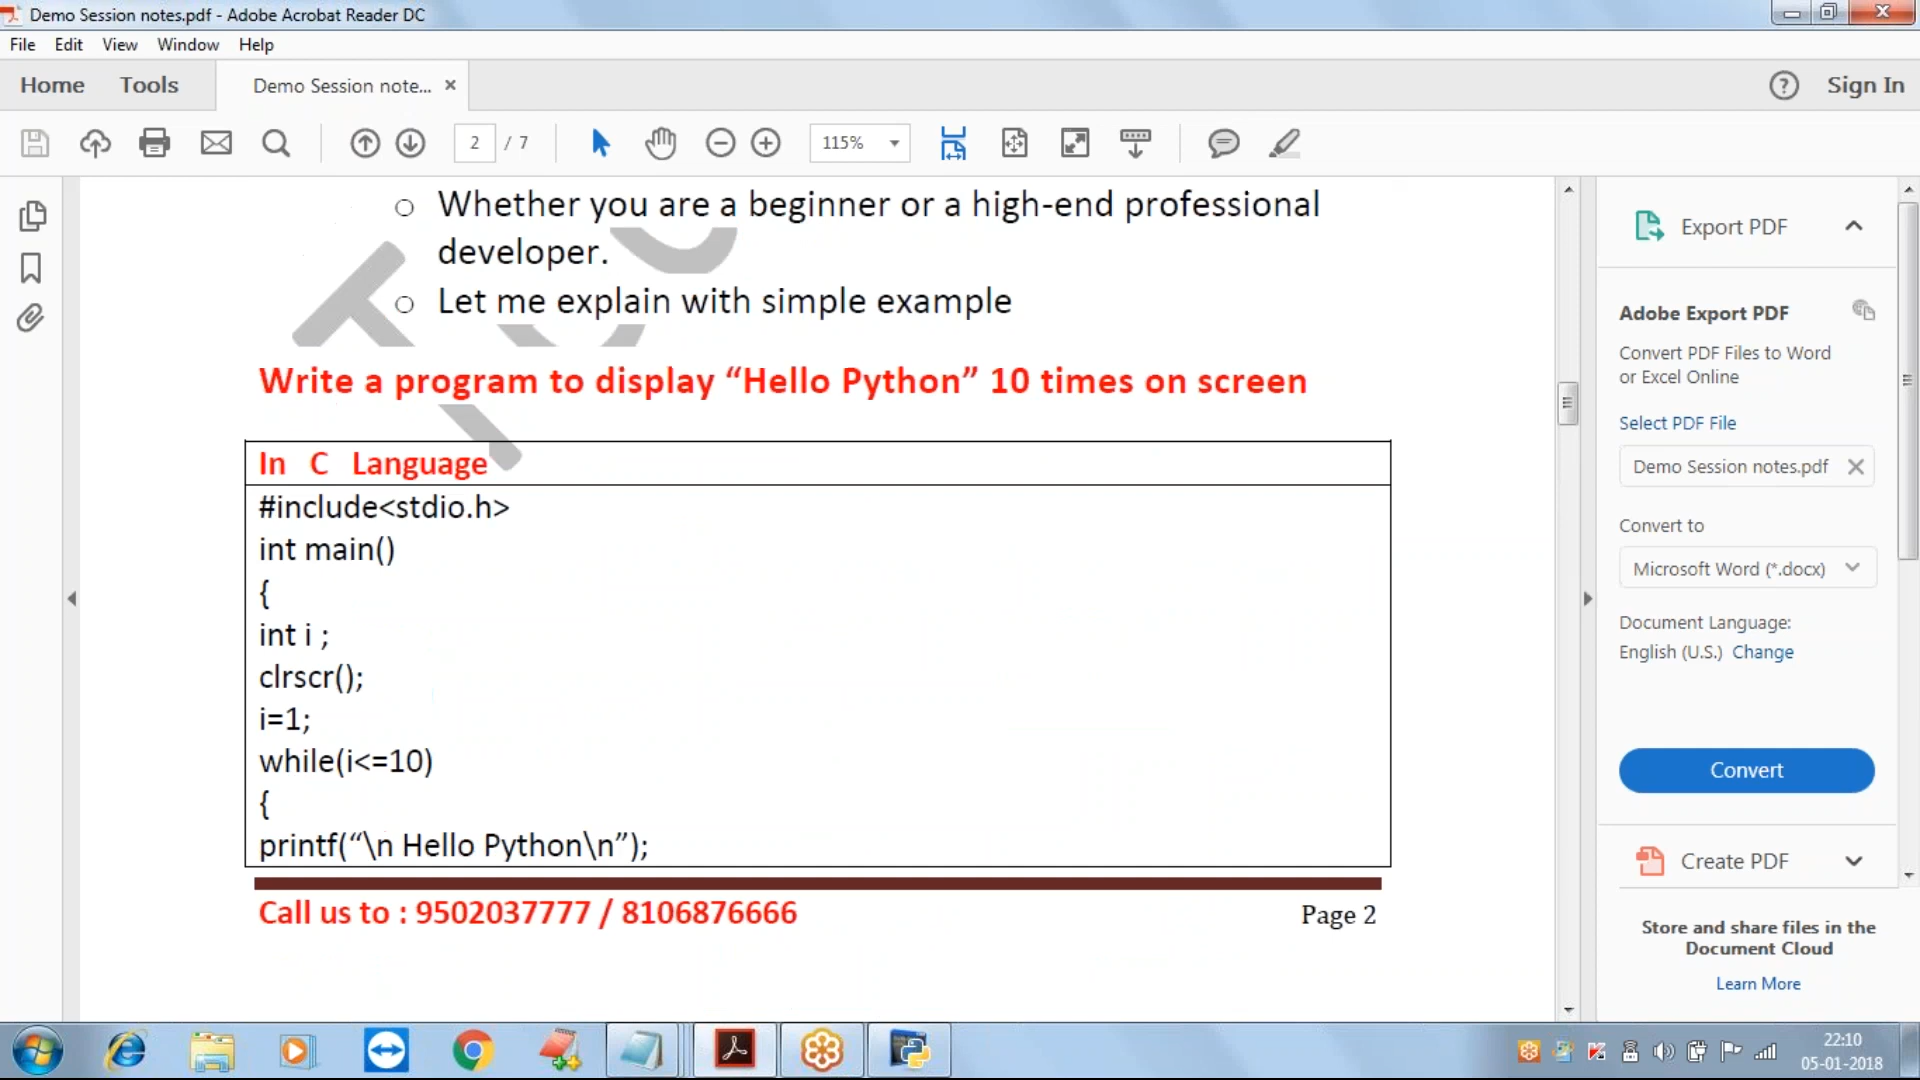 Demo Session notes.pdf - Adobe Acrobat Reader DC
File Edit View Window Help
Home Tools Demo Session note... Sign In
2 / 7 115%
Whether you are a beginner or a high-end professional
developer.
Let me explain with simple example
Write a program to display “Hello Python” 10 times on screen
In C Language
#include<stdio.h>
int main()
{
int i ;
clrscr();
i=1;
while(i<=10)
{
printf(“\n Hello Python\n”);
Call us to : 9502037777 / 8106876666 Page 2
Export PDF
Adobe Export PDF
Convert PDF Files to Word
or Excel Online
Select PDF File
Demo Session notes.pdf
Convert to
Microsoft Word (*.docx)
Document Language:
English (U.S.) Change
Convert
Create PDF
Store and share files in the
Document Cloud
Learn More
22:10
05-01-2018